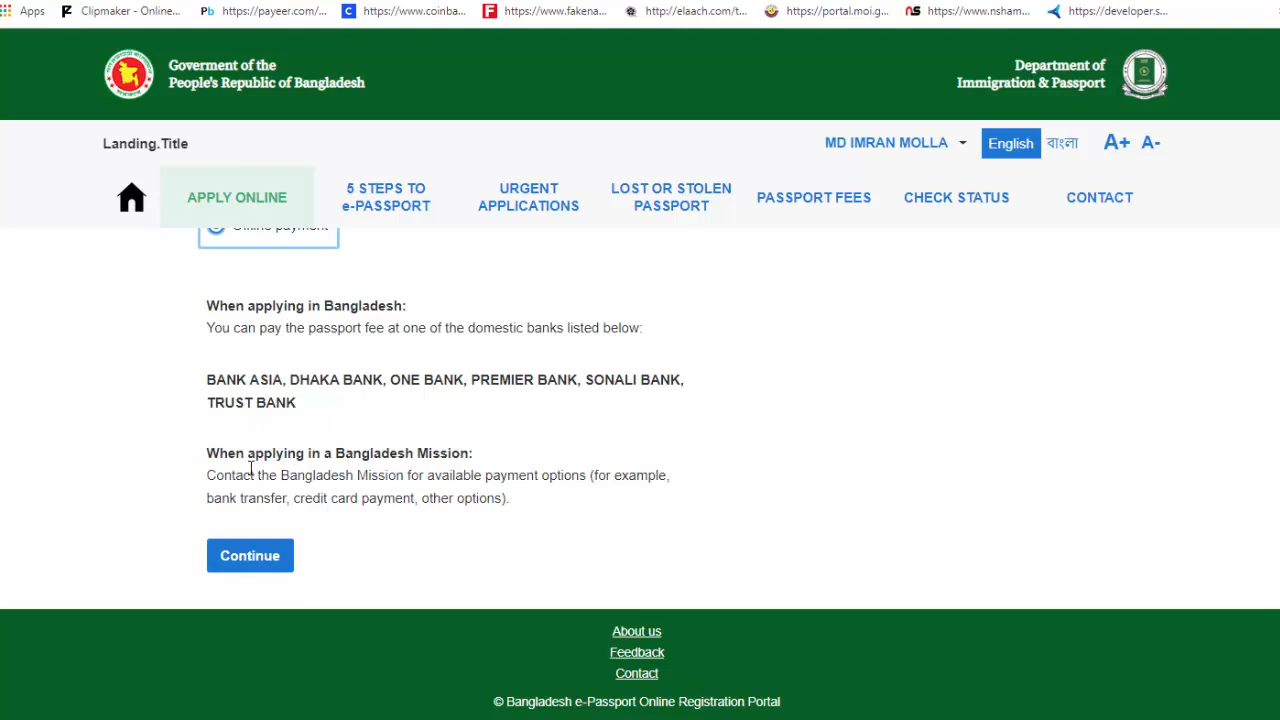 Apps
Clipmaker - Online...
https://payeer.com/...
https://www.coinba...
https://www.fakena...
http://elaach.com/t...
https://portal.moi.g...
https://www.nsham...
https://developer.s...
Goverment of the
People's Republic of Bangladesh
Department of
Immigration & Passport
Landing.Title
MD IMRAN MOLLA
English
বাংলা
A+ A-
APPLY ONLINE
5 STEPS TO
e-PASSPORT
URGENT
APPLICATIONS
LOST OR STOLEN
PASSPORT
PASSPORT FEES
CHECK STATUS
CONTACT
Offline payment
When applying in Bangladesh:
You can pay the passport fee at one of the domestic banks listed below:
BANK ASIA, DHAKA BANK, ONE BANK, PREMIER BANK, SONALI BANK,
TRUST BANK
When applying in a Bangladesh Mission:
Contact the Bangladesh Mission for available payment options (for example,
bank transfer, credit card payment, other options).
Continue
About us
Feedback
Contact
© Bangladesh e-Passport Online Registration Portal